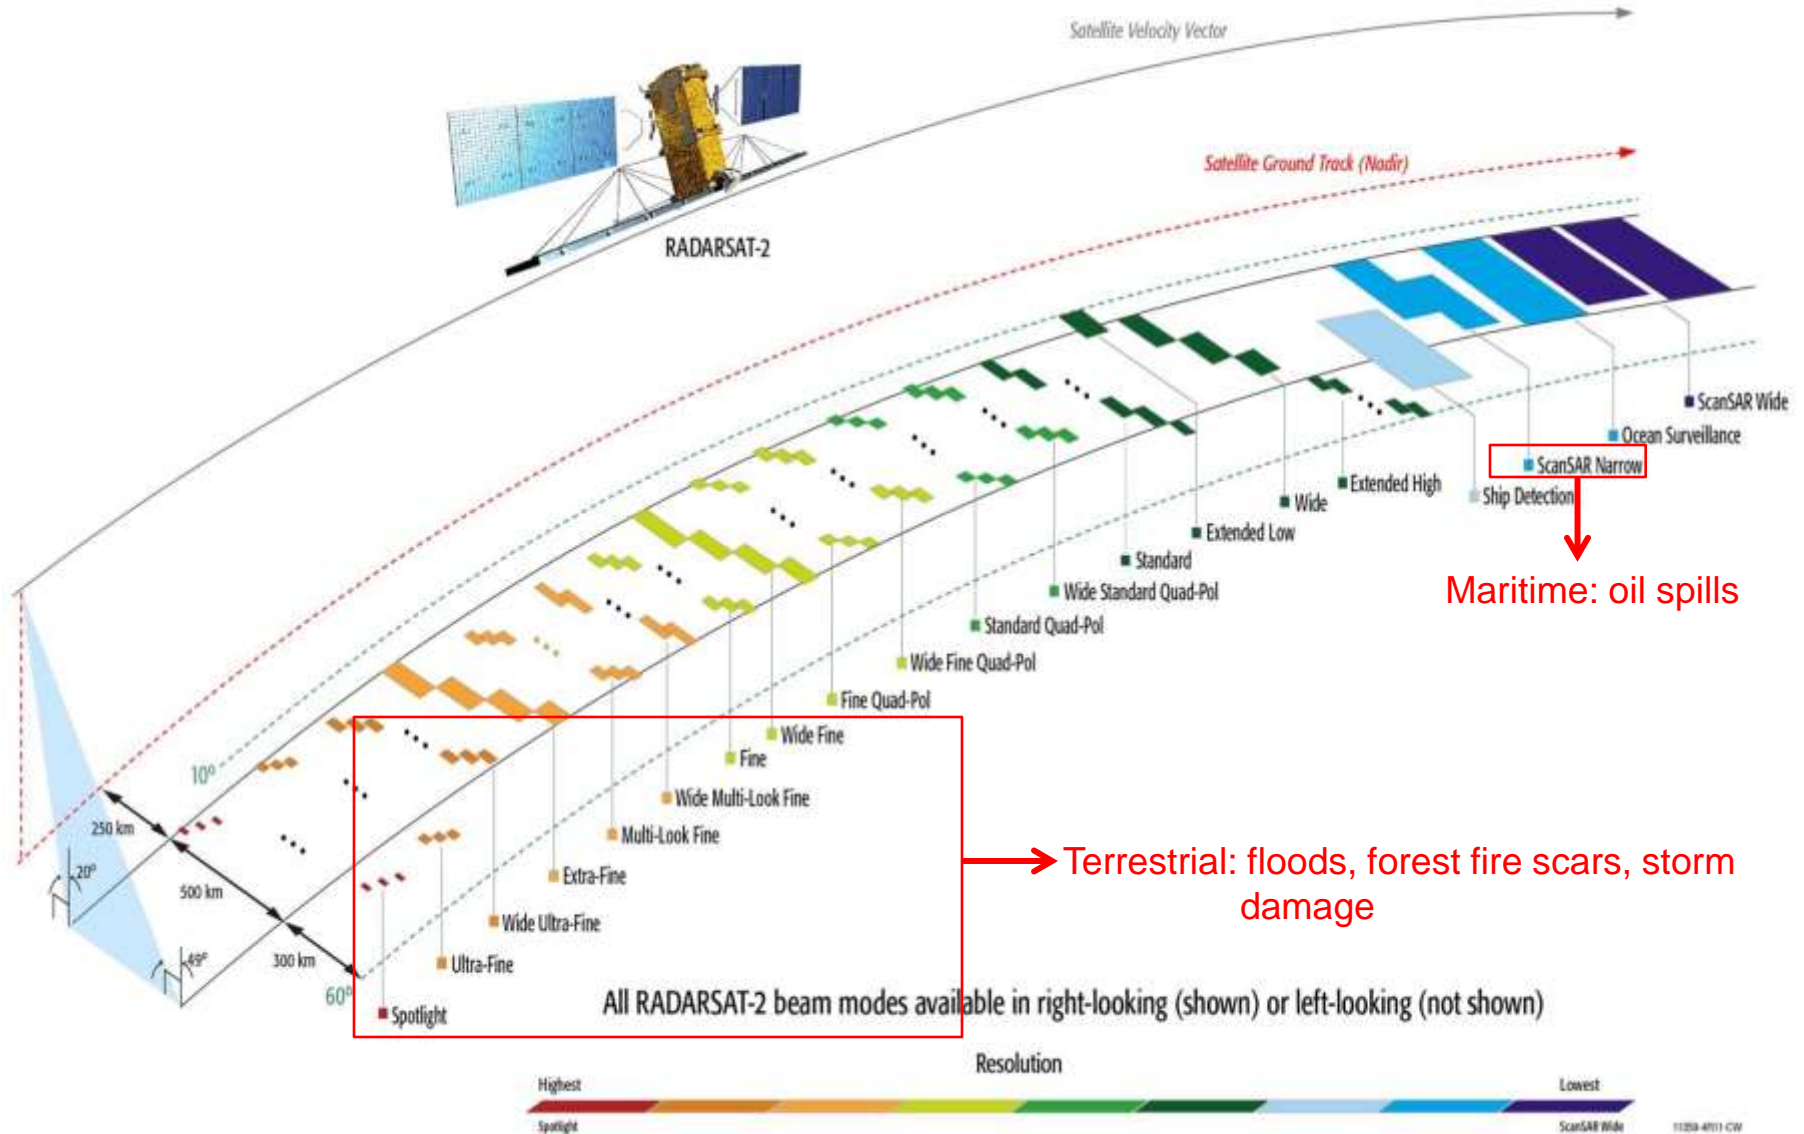 Satellite Velocity Vector
Satellite Ground Track (Nadir)
RADARSAT-2
ScanSAR Wide
Ocean Surveillance
ScanSAR Narrow
Ship Detection
Extended High
Wide
Extended Low
Standard
Maritime: oil spills
Wide Standard Quad-Pol
Standard Quad-Pol
Wide Fine Quad-Pol
Fine Quad-Pol
Wide Fine
Fine
Wide Multi-Look Fine
Multi-Look Fine
Extra-Fine
Wide Ultra-Fine
Ultra-Fine
Spotlight
Terrestrial: floods, forest fire scars, storm
damage
10º
250 km
20º
500 km
49º
300 km
60º
All RADARSAT-2 beam modes available in right-looking (shown) or left-looking (not shown)
Resolution
Highest
Lowest
Spotlight
ScanSAR Wide